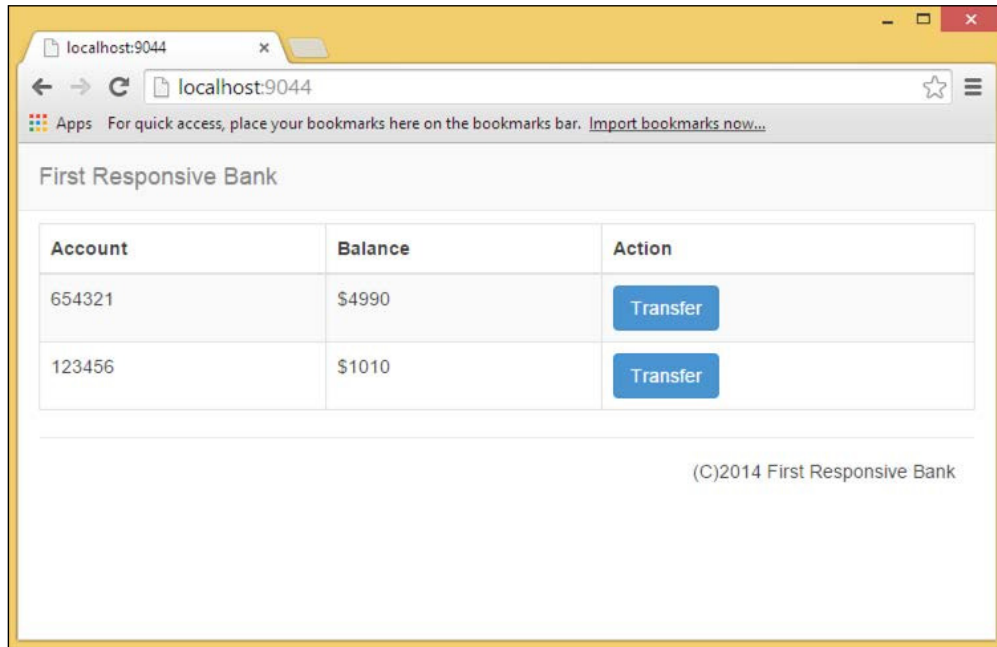 localhost:9044
localhost:9044
Apps For quick access, place your bookmarks here on the bookmarks bar. Import bookmarks now...
First Responsive Bank
Account Balance Action
654321 $4990 Transfer
123456 $1010 Transfer
(C)2014 First Responsive Bank